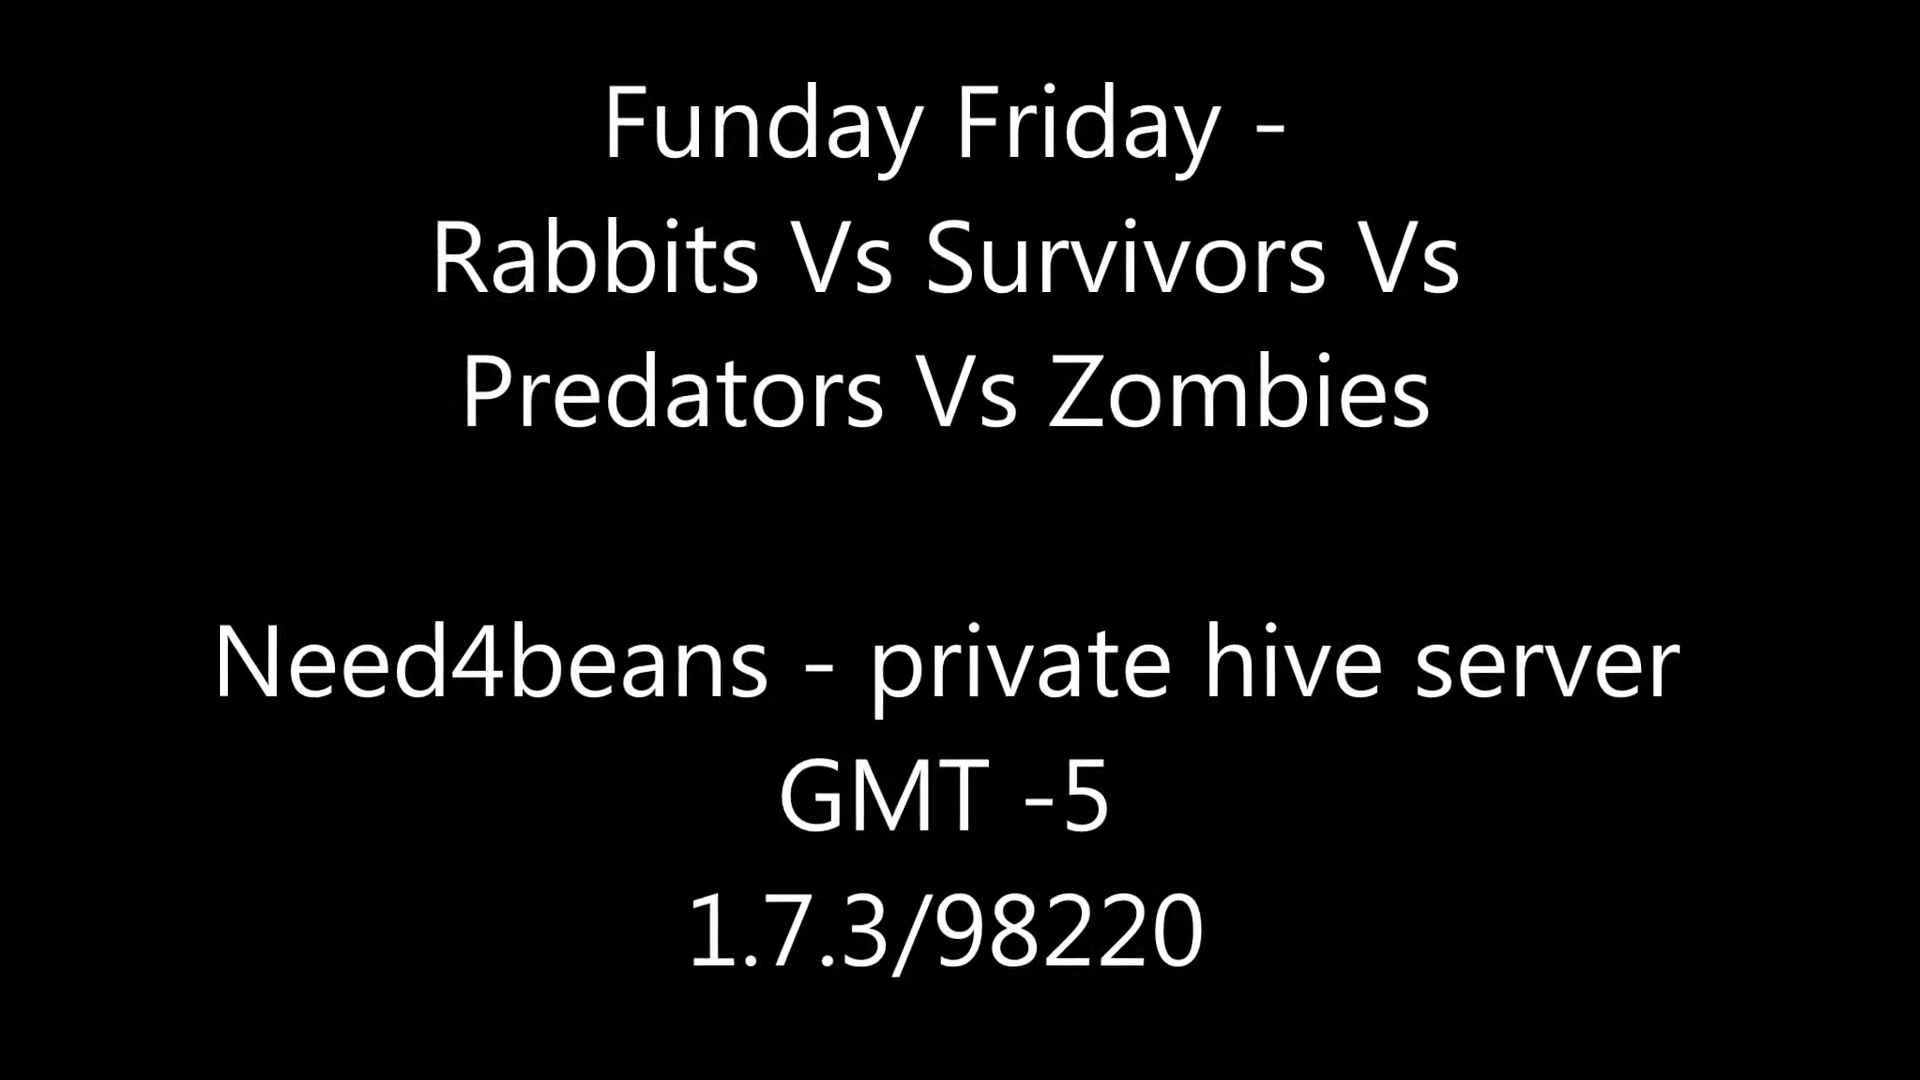 Funday Friday -
Rabbits Vs Survivors Vs
Predators Vs Zombies
Need4beans - private hive server
GMT -5
1.7.3/98220